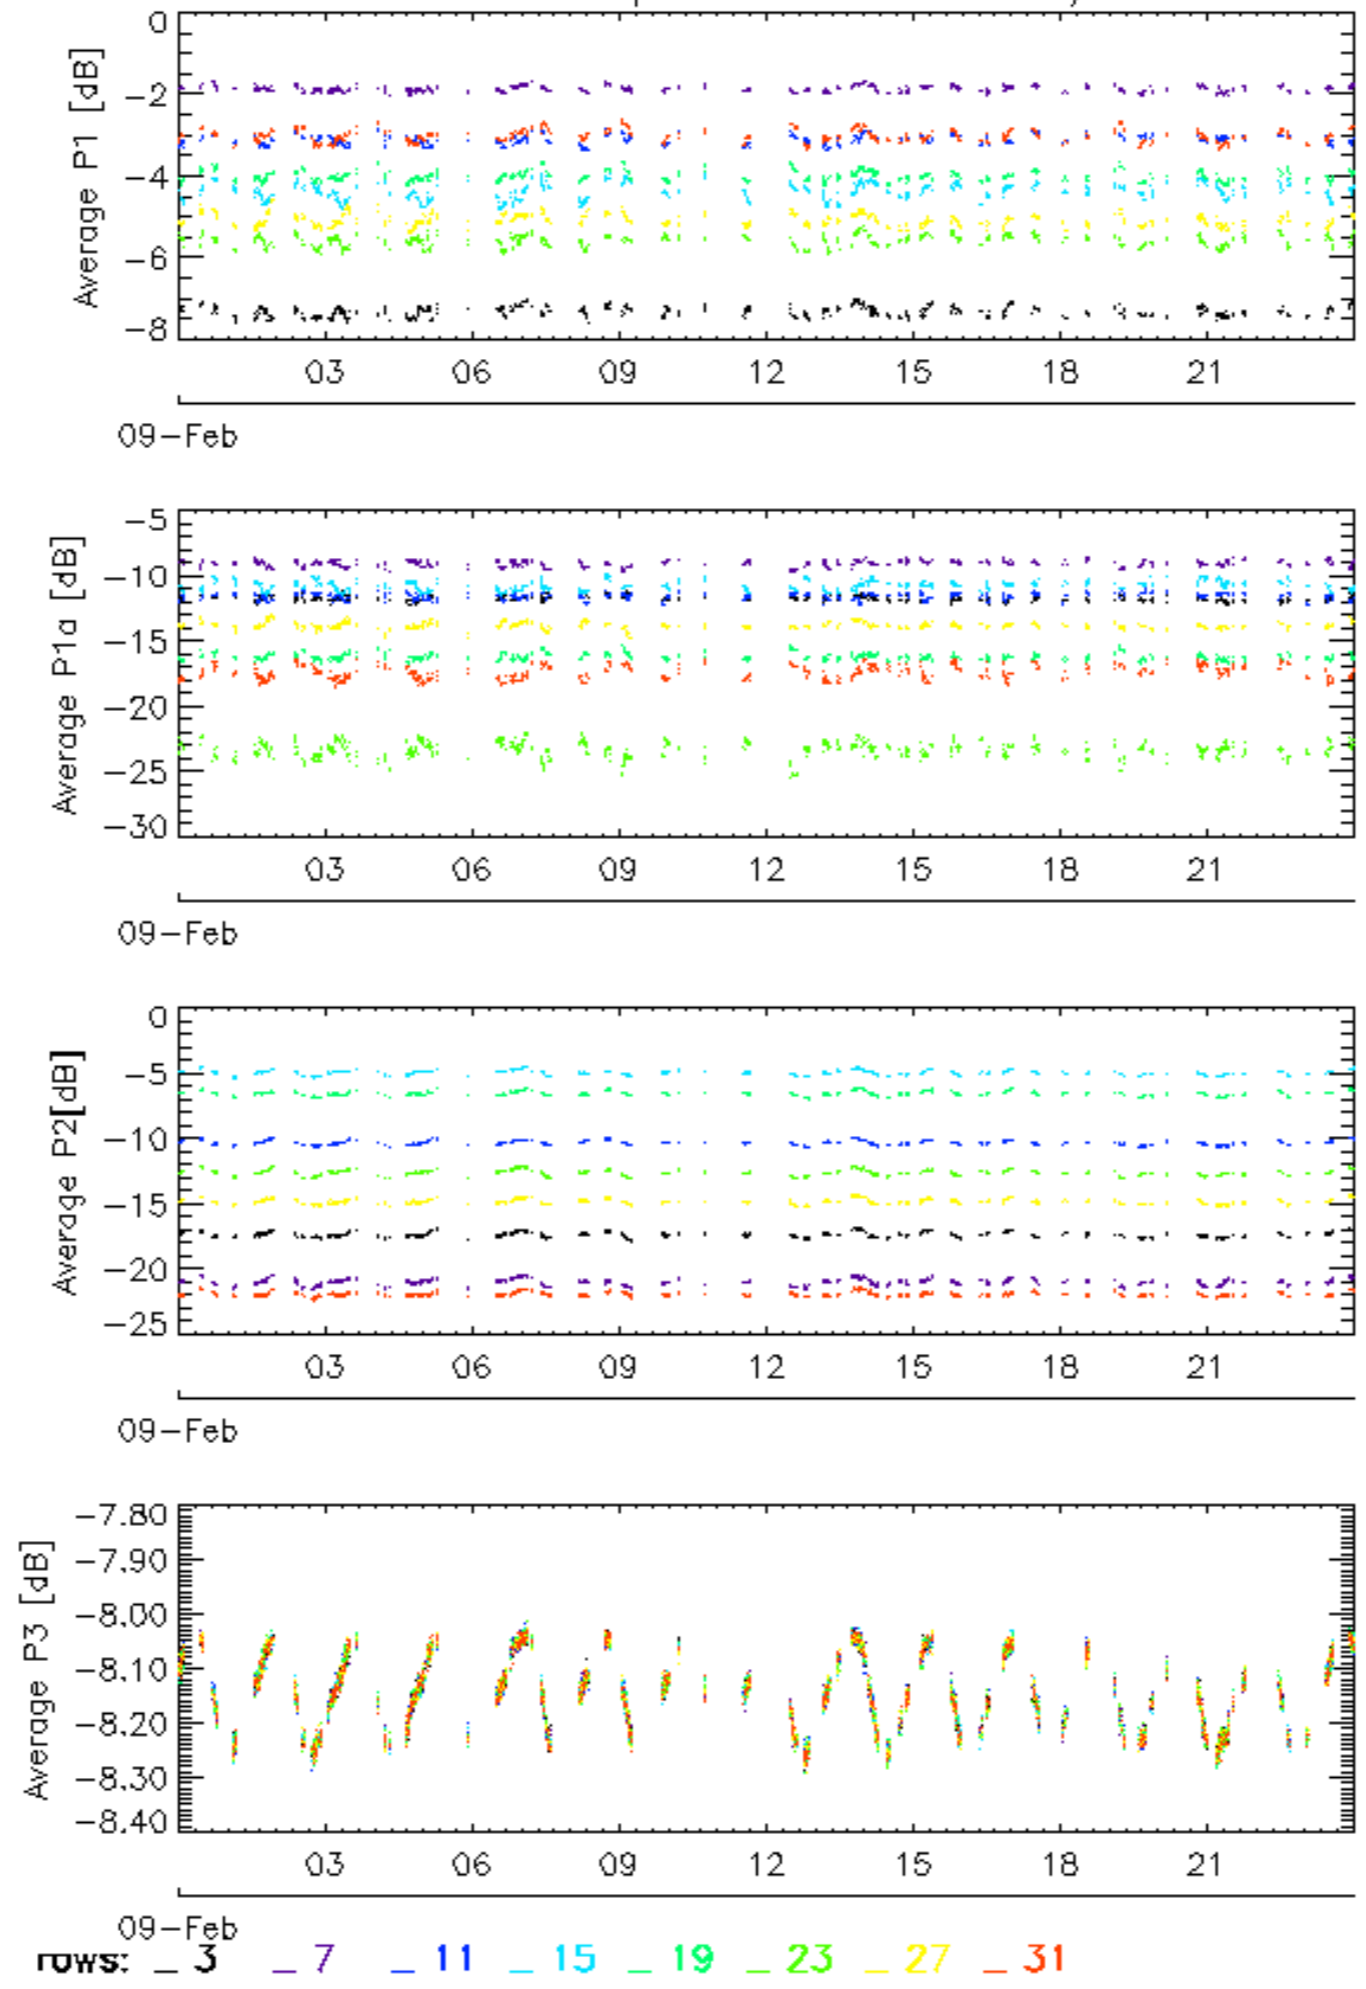 Average P1 [dB]
0
-2
-4
-6
-8
03 06 09 12 15 18 21
09-Feb
Average P1a [dB]
-5
-10
-15
-20
-25
-30
03 06 09 12 15 18 21
09-Feb
Average P2[dB]
0
-5
-10
-15
-20
-25
03 06 09 12 15 18 21
09-Feb
Average P3 [dB]
-7.80
-7.90
-8.00
-8.10
-8.20
-8.30
-8.40
03 06 09 12 15 18 21
09-Feb
rows: _ 3 _ 7 _ 11 _ 15 _ 19 _ 23 _ 27 _ 31